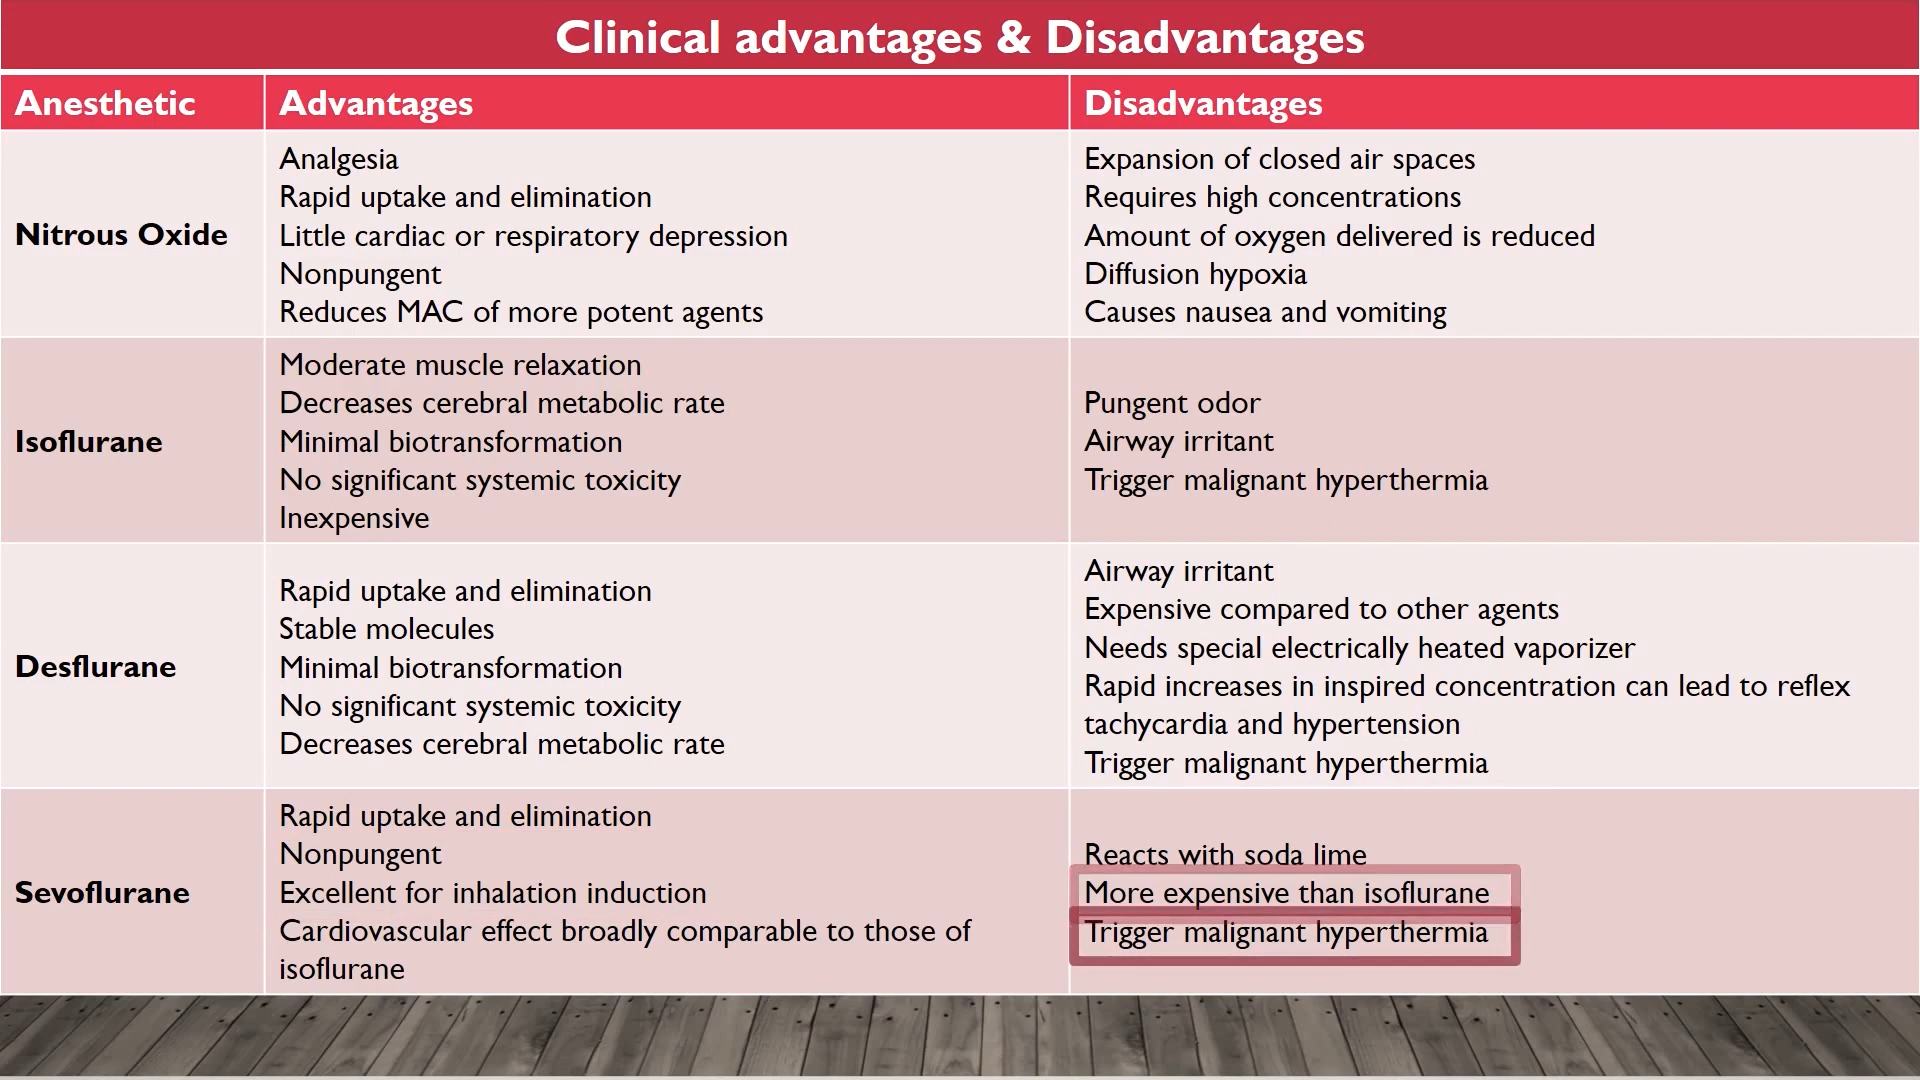 Clinical advantages & Disadvantages
Anesthetic
Advantages
Disadvantages
Nitrous Oxide
Analgesia
Rapid uptake and elimination
Little cardiac or respiratory depression
Nonpungent
Reduces MAC of more potent agents
Expansion of closed air spaces
Requires high concentrations
Amount of oxygen delivered is reduced
Diffusion hypoxia
Causes nausea and vomiting
Isoflurane
Moderate muscle relaxation
Decreases cerebral metabolic rate
Minimal biotransformation
No significant systemic toxicity
Inexpensive
Pungent odor
Airway irritant
Trigger malignant hyperthermia
Desflurane
Rapid uptake and elimination
Stable molecules
Minimal biotransformation
No significant systemic toxicity
Decreases cerebral metabolic rate
Airway irritant
Expensive compared to other agents
Needs special electrically heated vaporizer
Rapid increases in inspired concentration can lead to reflex
tachycardia and hypertension
Trigger malignant hyperthermia
Sevoflurane
Rapid uptake and elimination
Nonpungent
Excellent for inhalation induction
Cardiovascular effect broadly comparable to those of
isoflurane
Reacts with soda lime
More expensive than isoflurane
Trigger malignant hyperthermia